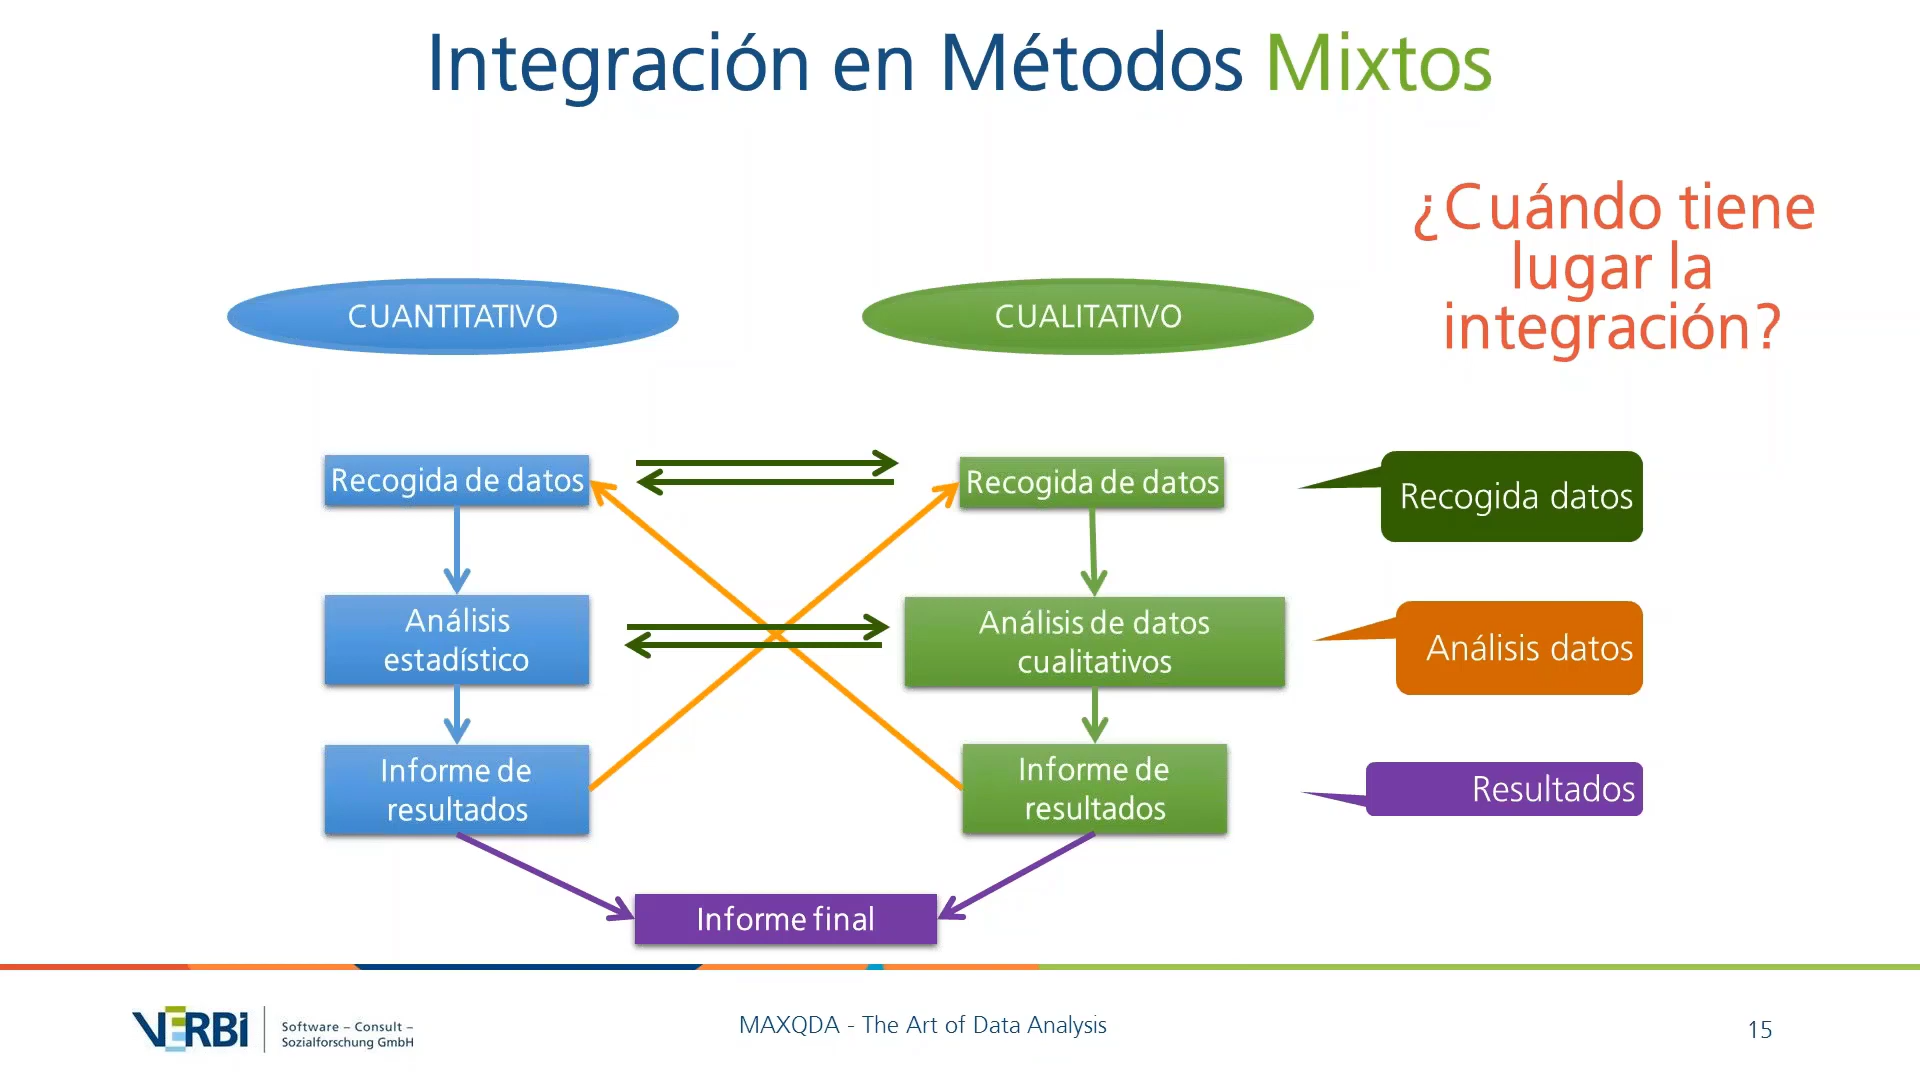 Integración en Métodos Mixtos
¿Cuándo tiene
lugar la
integración?
CUANTITATIVO
CUALITATIVO
Recogida de datos
Recogida de datos
Recogida datos
Análisis
estadístico
Análisis de datos
cualitativos
Análisis datos
Informe de
resultados
Informe de
resultados
Resultados
Informe final
VERBI
Software – Consult –
Sozialforschung GmbH
MAXQDA - The Art of Data Analysis
15